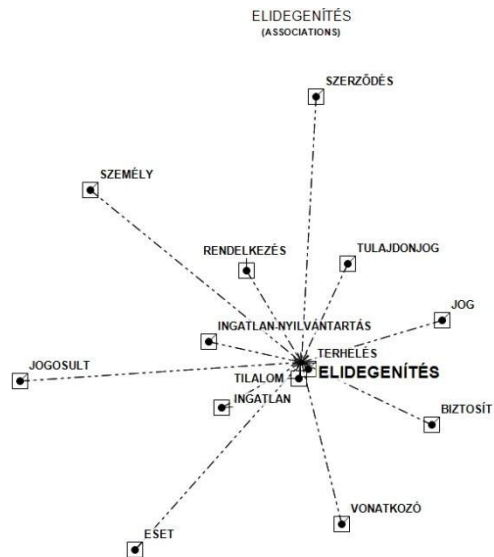 ELIDEGENÍTÉS
(ASSOCIATIONS)
SZERZŐDÉS
SZEMÉLY
RENDELKEZÉS
TULAJDONJOG
JOG
INGATLAN-NYILVÁNTARTÁS
TERHELÉS
JOGOSULT
TILALOM
ELIDEGENÍTÉS
INGATLAN
BIZTOSÍT
VONATKOZÓ
ESET